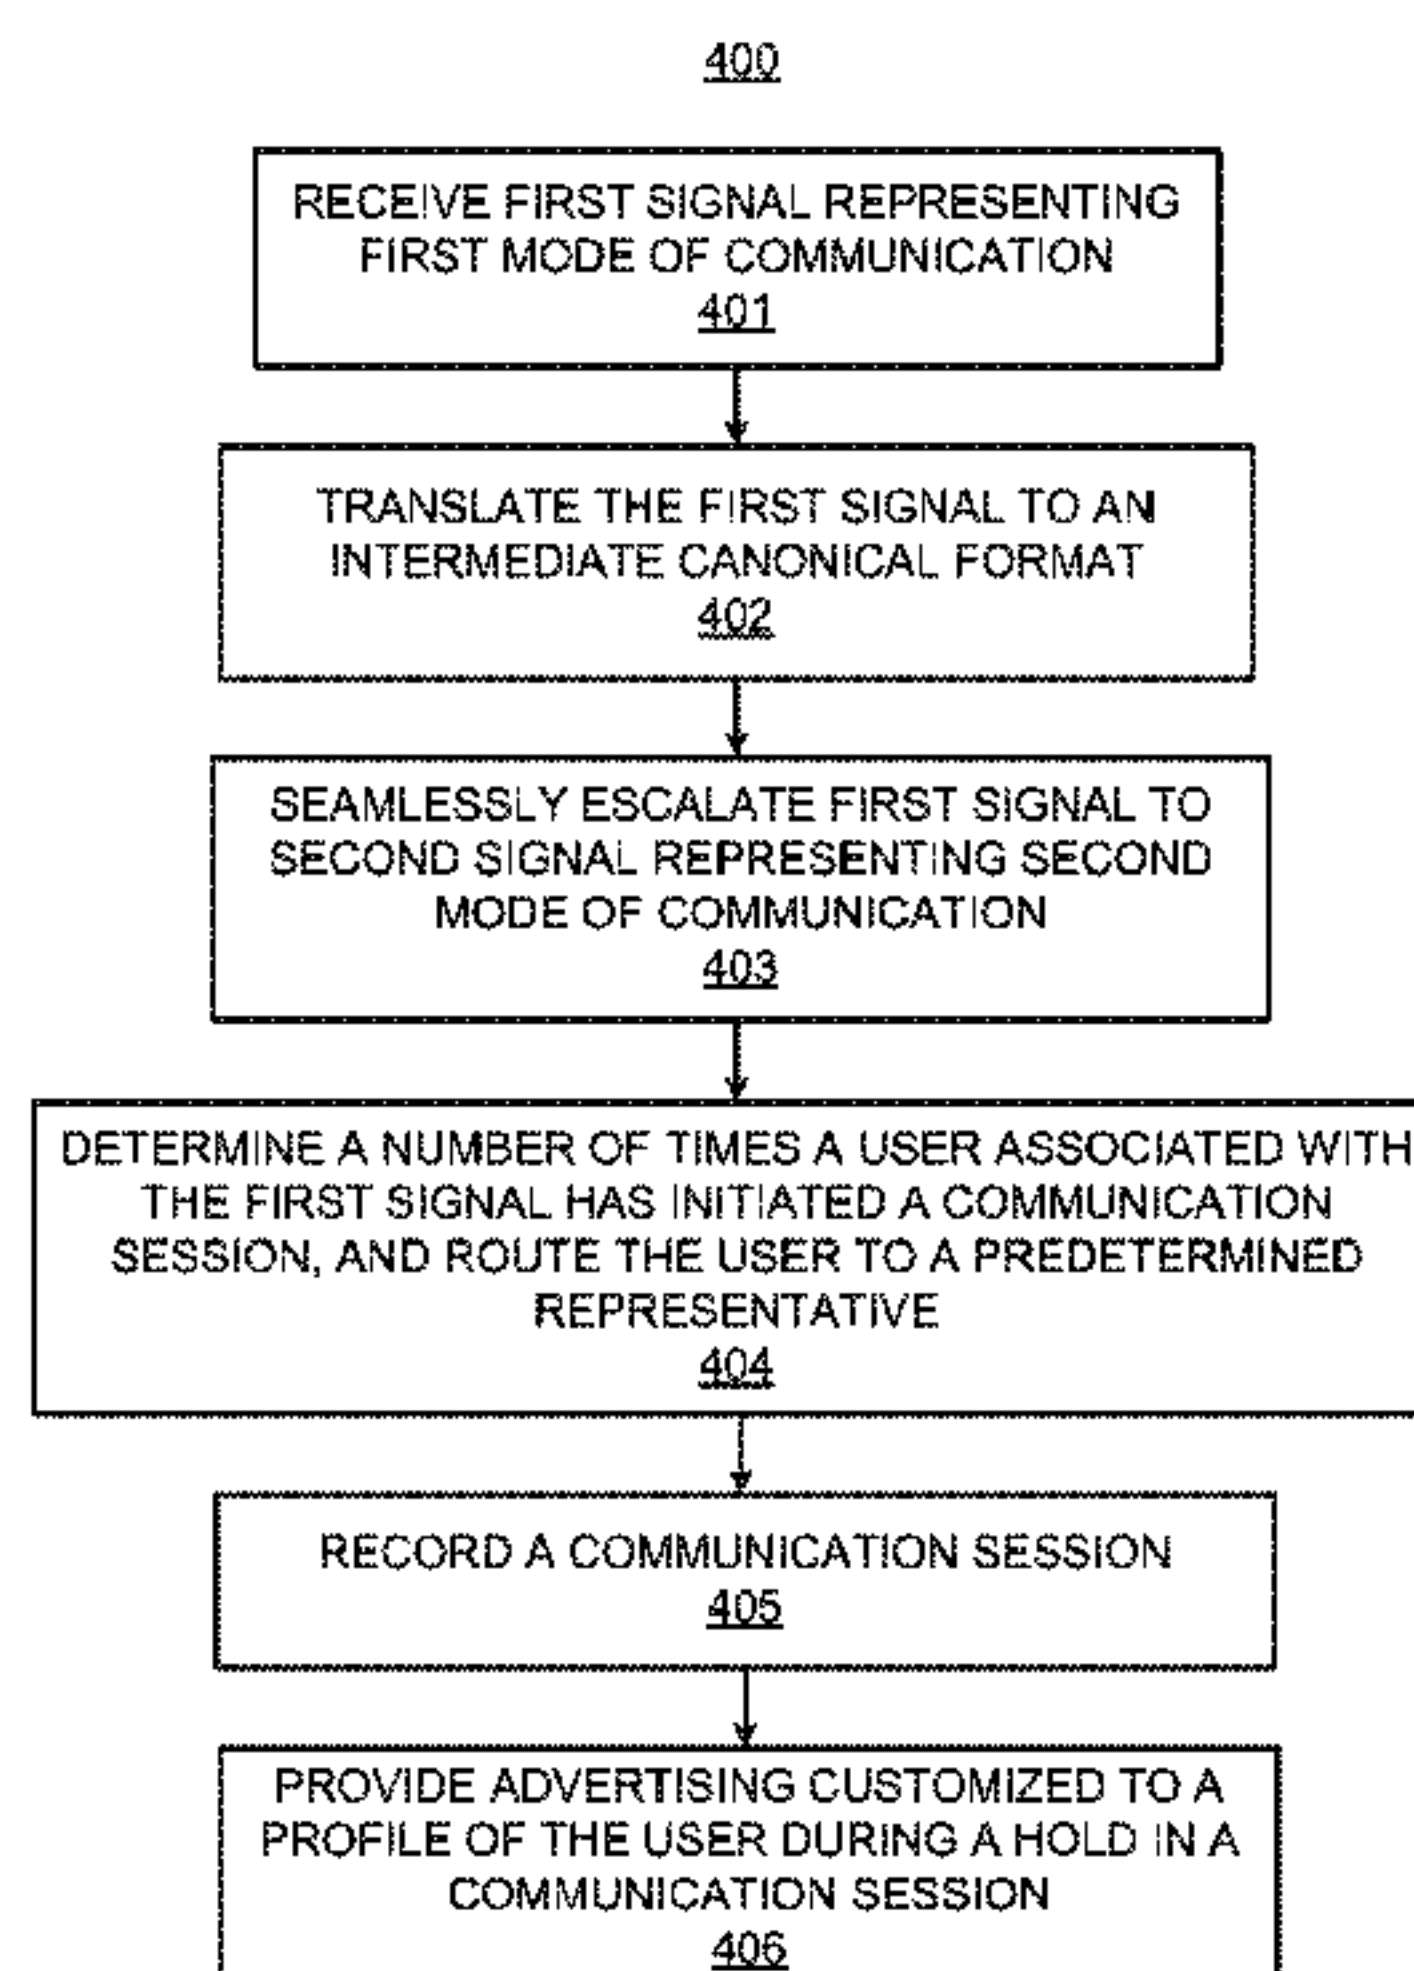 400
RECEIVE FIRST SIGNAL REPRESENTING
FIRST MODE OF COMMUNICATION
401
TRANSLATE THE FIRST SIGNAL TO AN
INTERMEDIATE CANONICAL FORMAT
402
SEAMLESSLY ESCALATE FIRST SIGNAL TO
SECOND SIGNAL REPRESENTING SECOND
MODE OF COMMUNICATION
403
DETERMINE A NUMBER OF TIMES A USER ASSOCIATED WITH
THE FIRST SIGNAL HAS INITIATED A COMMUNICATION
SESSION, AND ROUTE THE USER TO A PREDETERMINED
REPRESENTATIVE
404
RECORD A COMMUNICATION SESSION
405
PROVIDE ADVERTISING CUSTOMIZED TO A
PROFILE OF THE USER DURING A HOLD IN A
COMMUNICATION SESSION
406